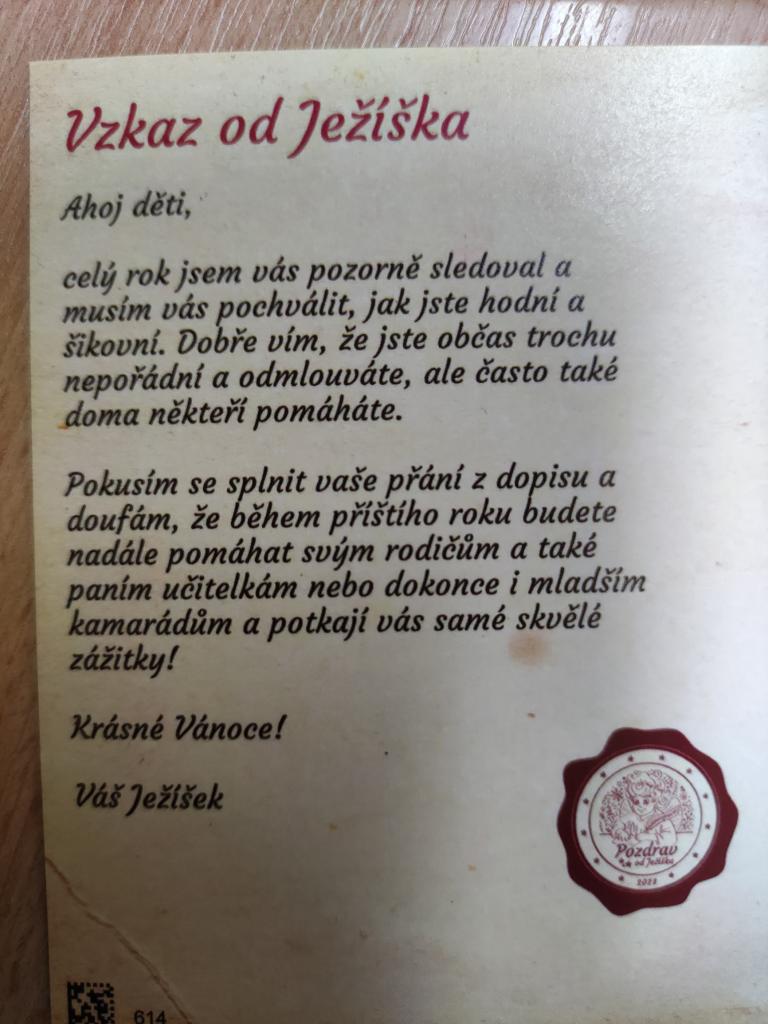 Vzkaz od Ježíška
Ahoj děti,
celý rok jsem vás pozorně sledoval a
musím vás pochválit, jak jste hodní a
šikovní. Dobře vím, že jste občas trochu
nepořádní a odmlouváte, ale často také
doma někteří pomáháte.
Pokusím se splnit vaše přání z dopisu a
doufám, že během příštího roku budete
nadále pomáhat svým rodičům a také
paním učitelkám nebo dokonce i mladším
kamarádům a potkají vás samé skvělé
zážitky!
Krásné Vánoce!
Váš Ježíšek
Pozdrav
od Ježíška
614